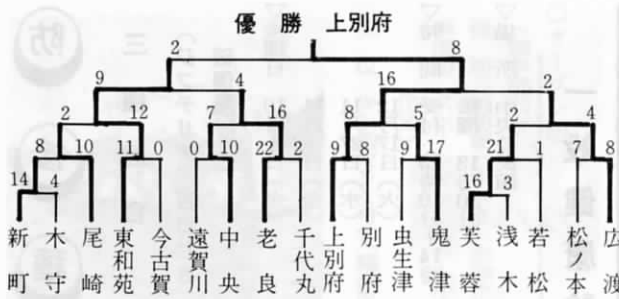 優勝 上別府
2 8
9 4 16 2
2 12 7 16 8 5 2 4
8 10 11 0 0 10 22 2 9 8 9 17 21 1 7 8
14 4 16 3
新町
木守
尾崎
東和苑
今古賀
遠賀川
中央
老良
千代丸
上別府
別府
虫生津
鬼津
芙蓉
浅木
若松
松ノ本
広渡